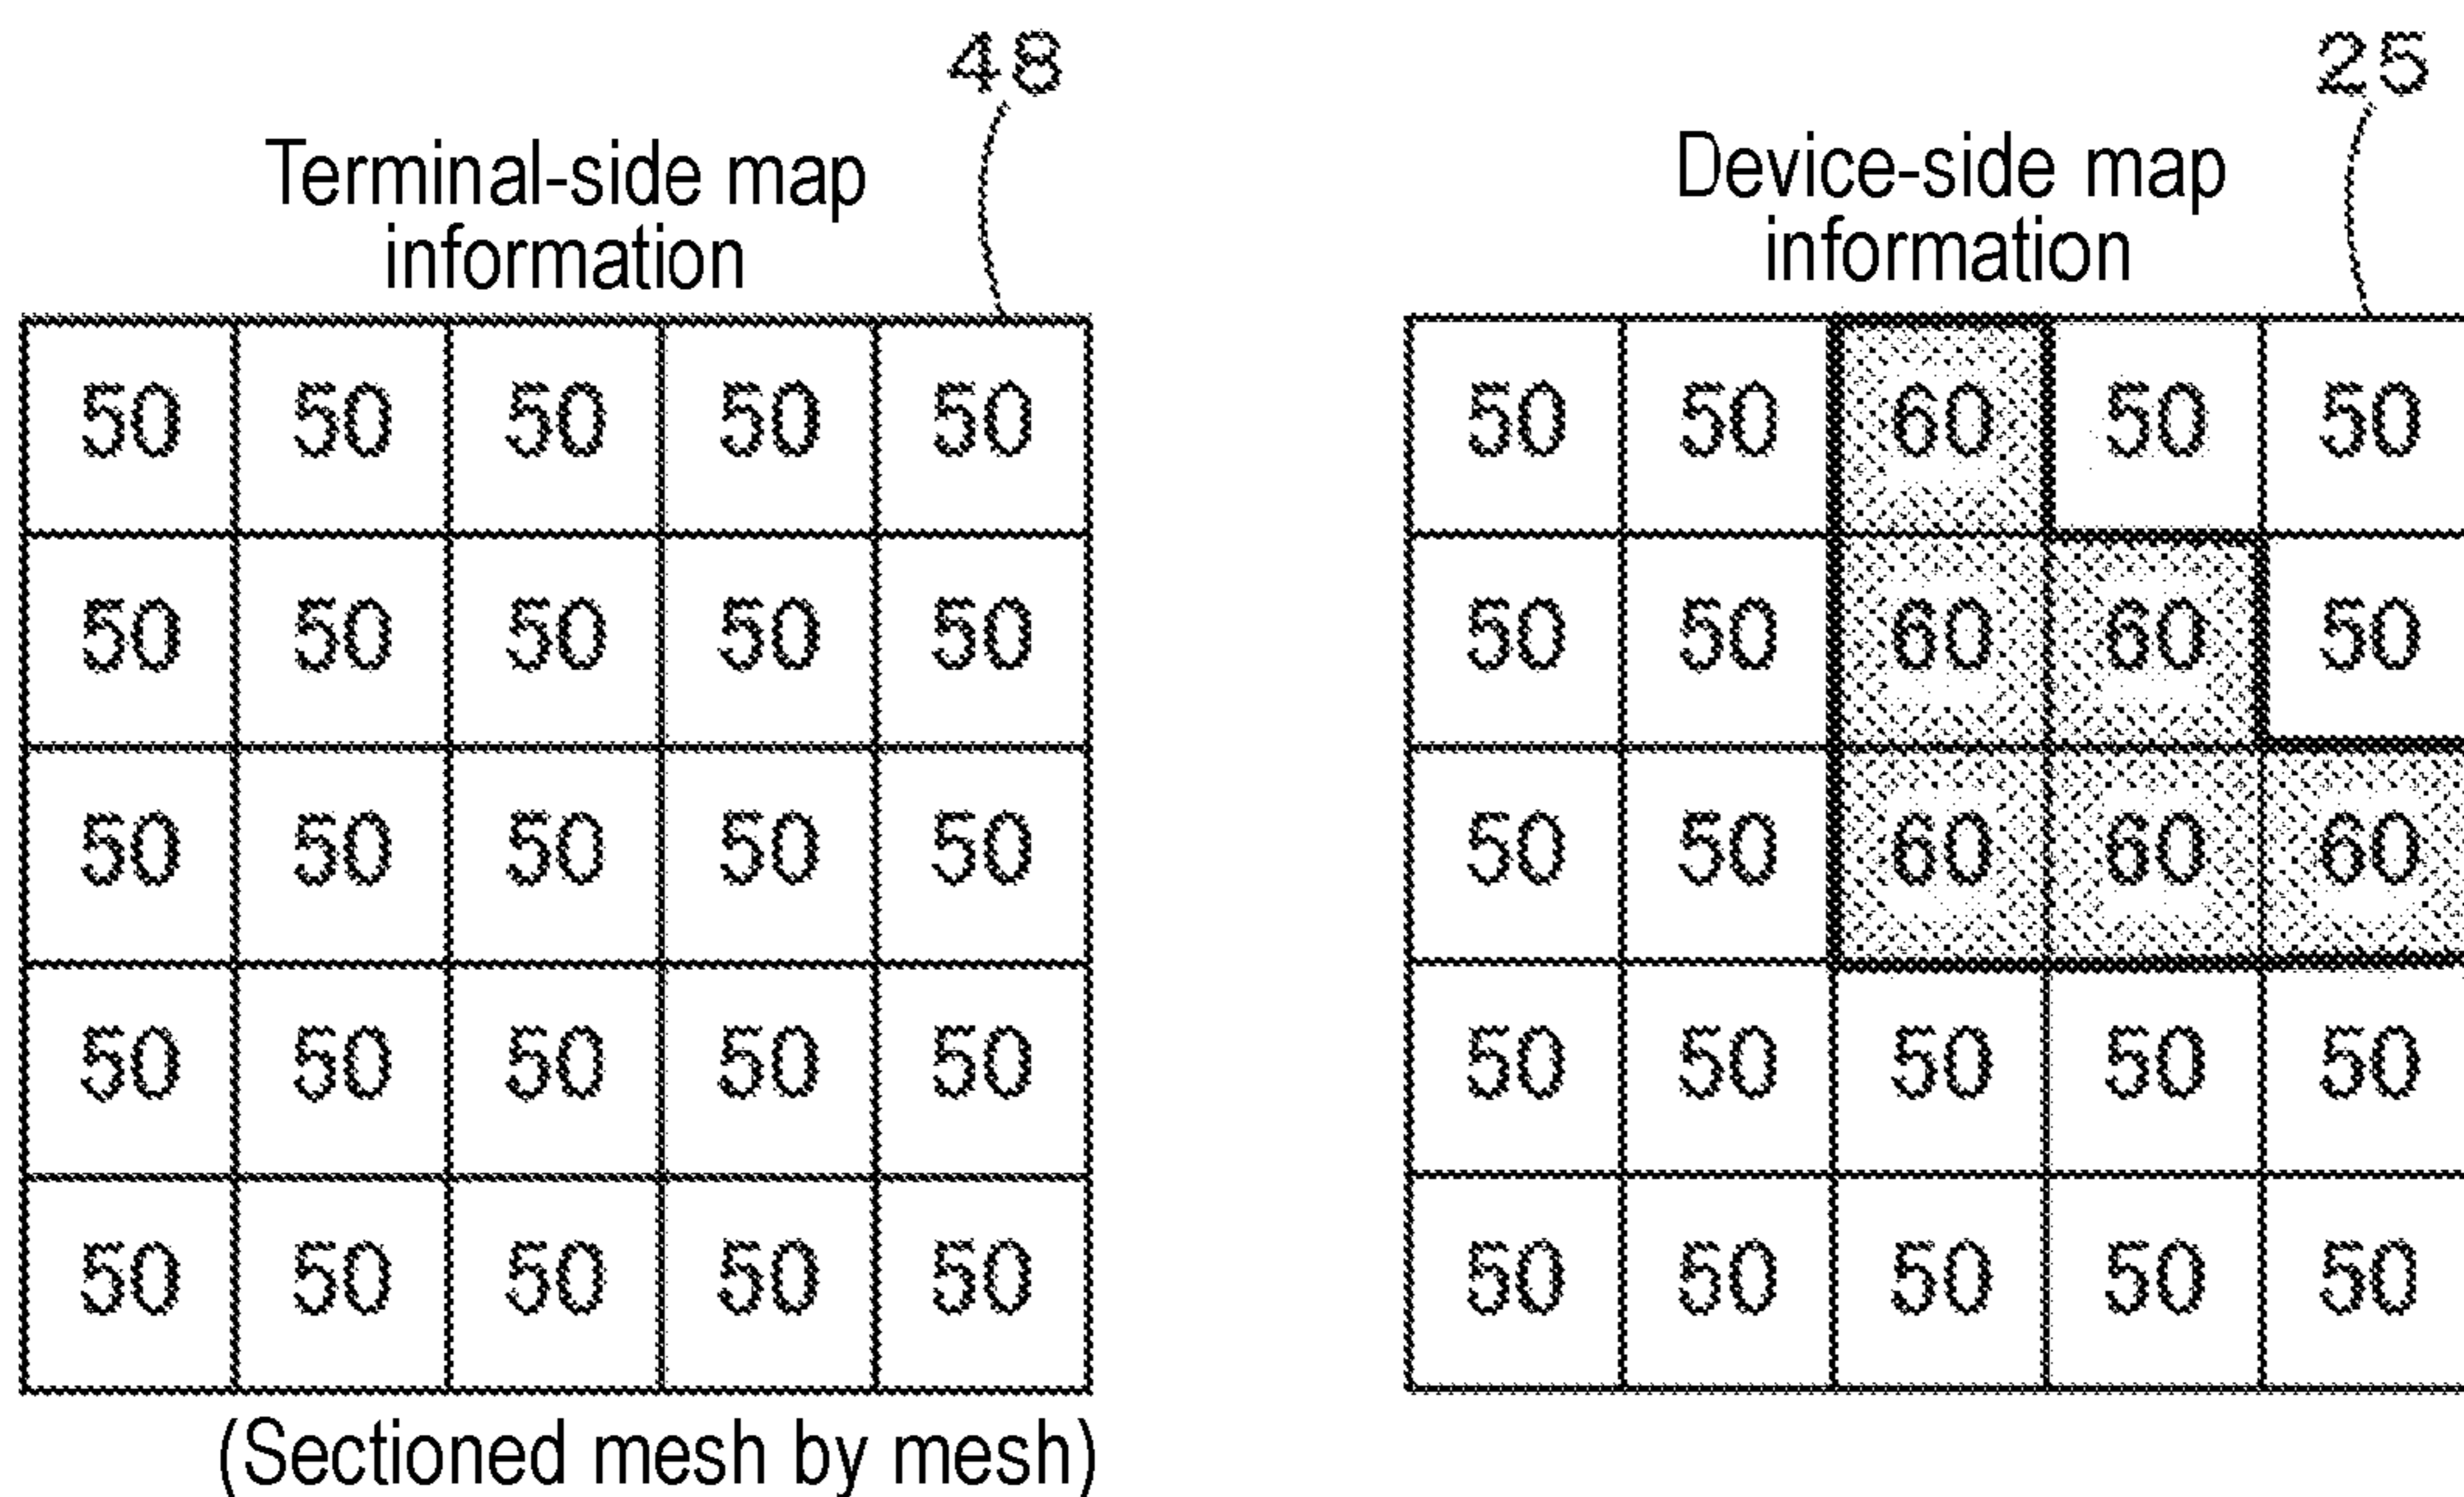 48
Terminal-side map
information
50 50 50 50 50
50 50 50 50 50
50 50 50 50 50
50 50 50 50 50
50 50 50 50 50
(Sectioned mesh by mesh)
25
Device-side map
information
50 50 60 50 50
50 50 60 60 50
50 50 60 60 60
50 50 50 50 50
50 50 50 50 50